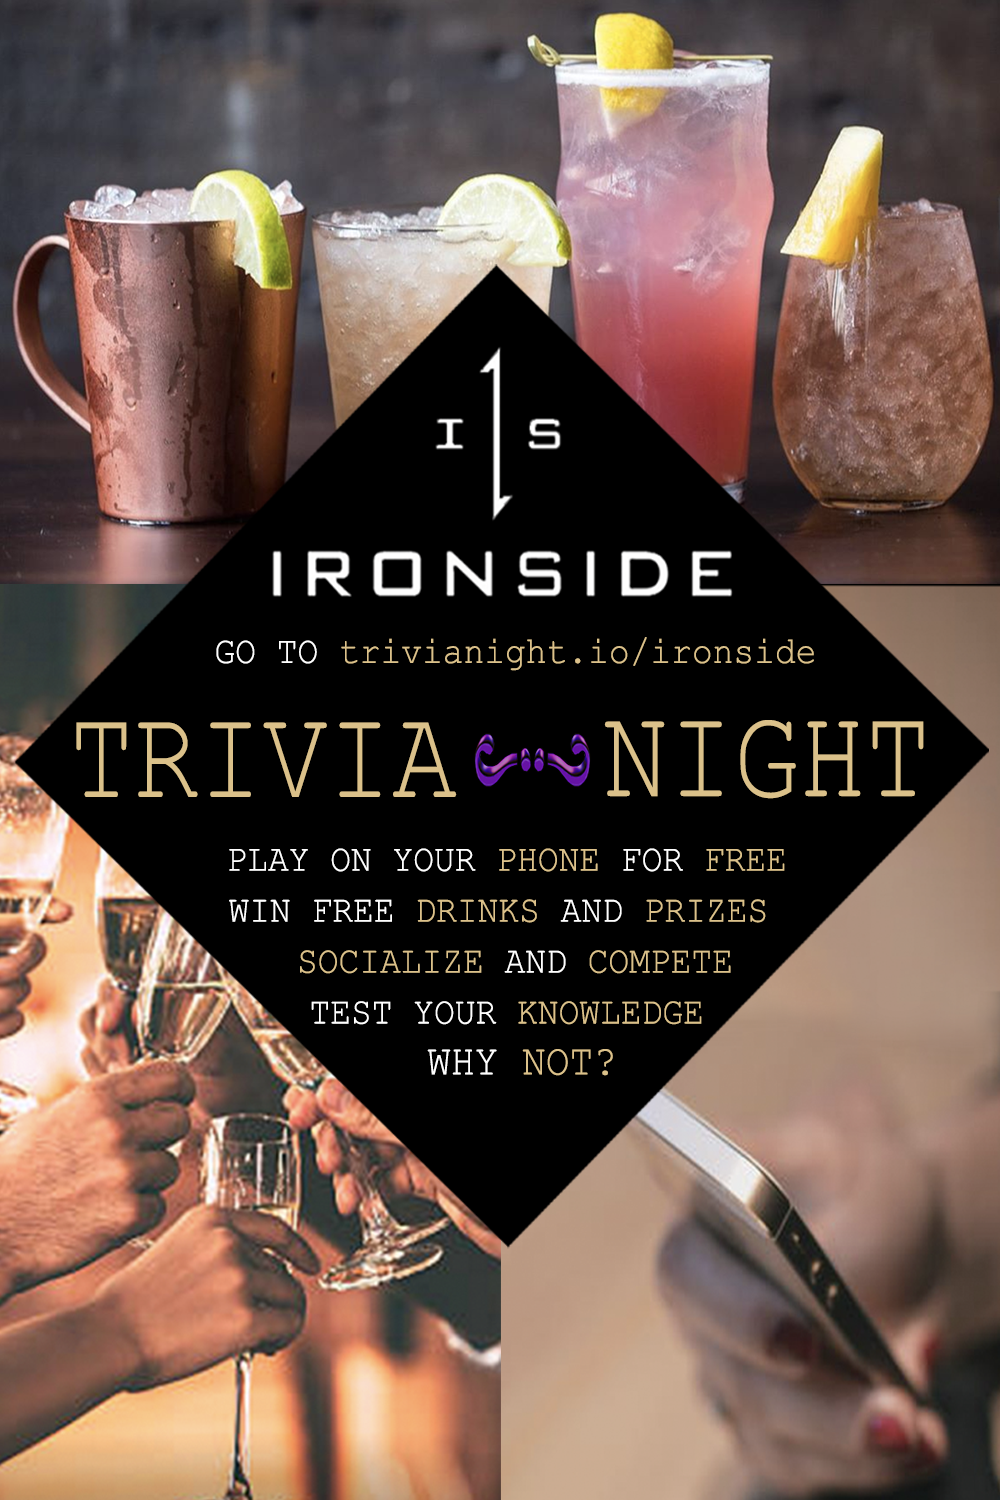 I S
IRONSIDE
GO TO trivianight.io/ironside
TRIVIA NIGHT
PLAY ON YOUR PHONE FOR FREE
WIN FREE DRINKS AND PRIZES
SOCIALIZE AND COMPETE
TEST YOUR KNOWLEDGE
WHY NOT?